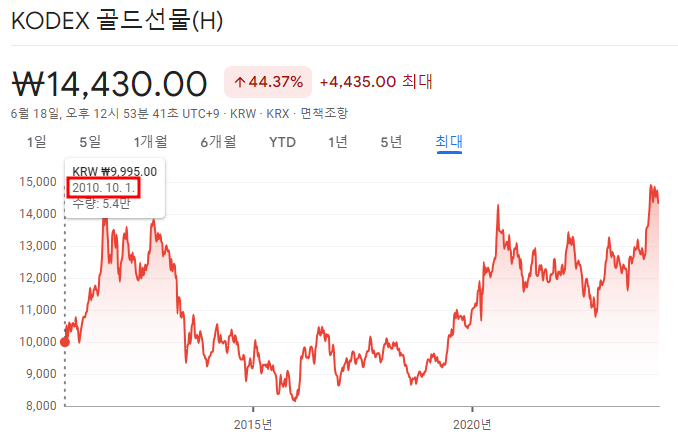 KODEX 골드선물(H)
₩14,430.00 ↑44.37% +4,435.00 최대
6월 18일, 오후 12시 53분 41초 UTC+9 · KRW · KRX · 면책조항
1일 5일 1개월 6개월 YTD 1년 5년 최대
KRW ₩9,995.00
2010. 10. 1.
수량: 5.4만
15,000
14,000
13,000
12,000
11,000
10,000
9,000
8,000
2015년 2020년